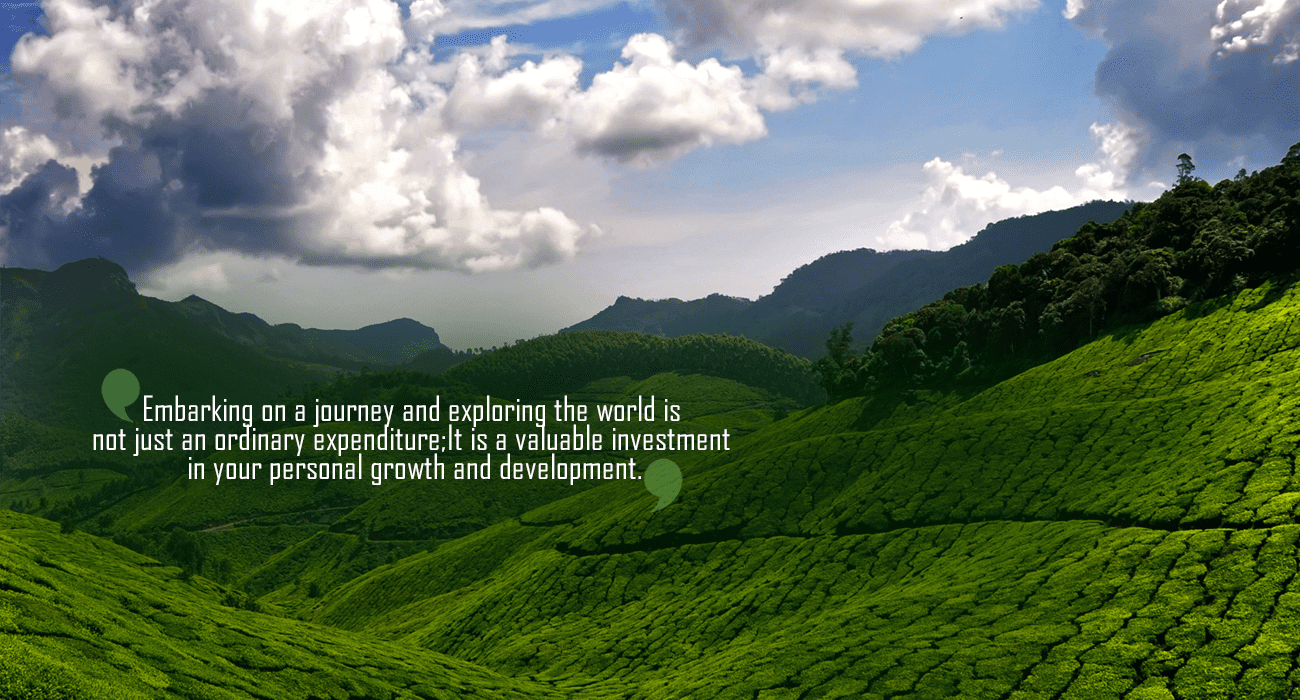 Embarking on a journey and exploring the world is
not just an ordinary expenditure;It is a valuable investment
in your personal growth and development.